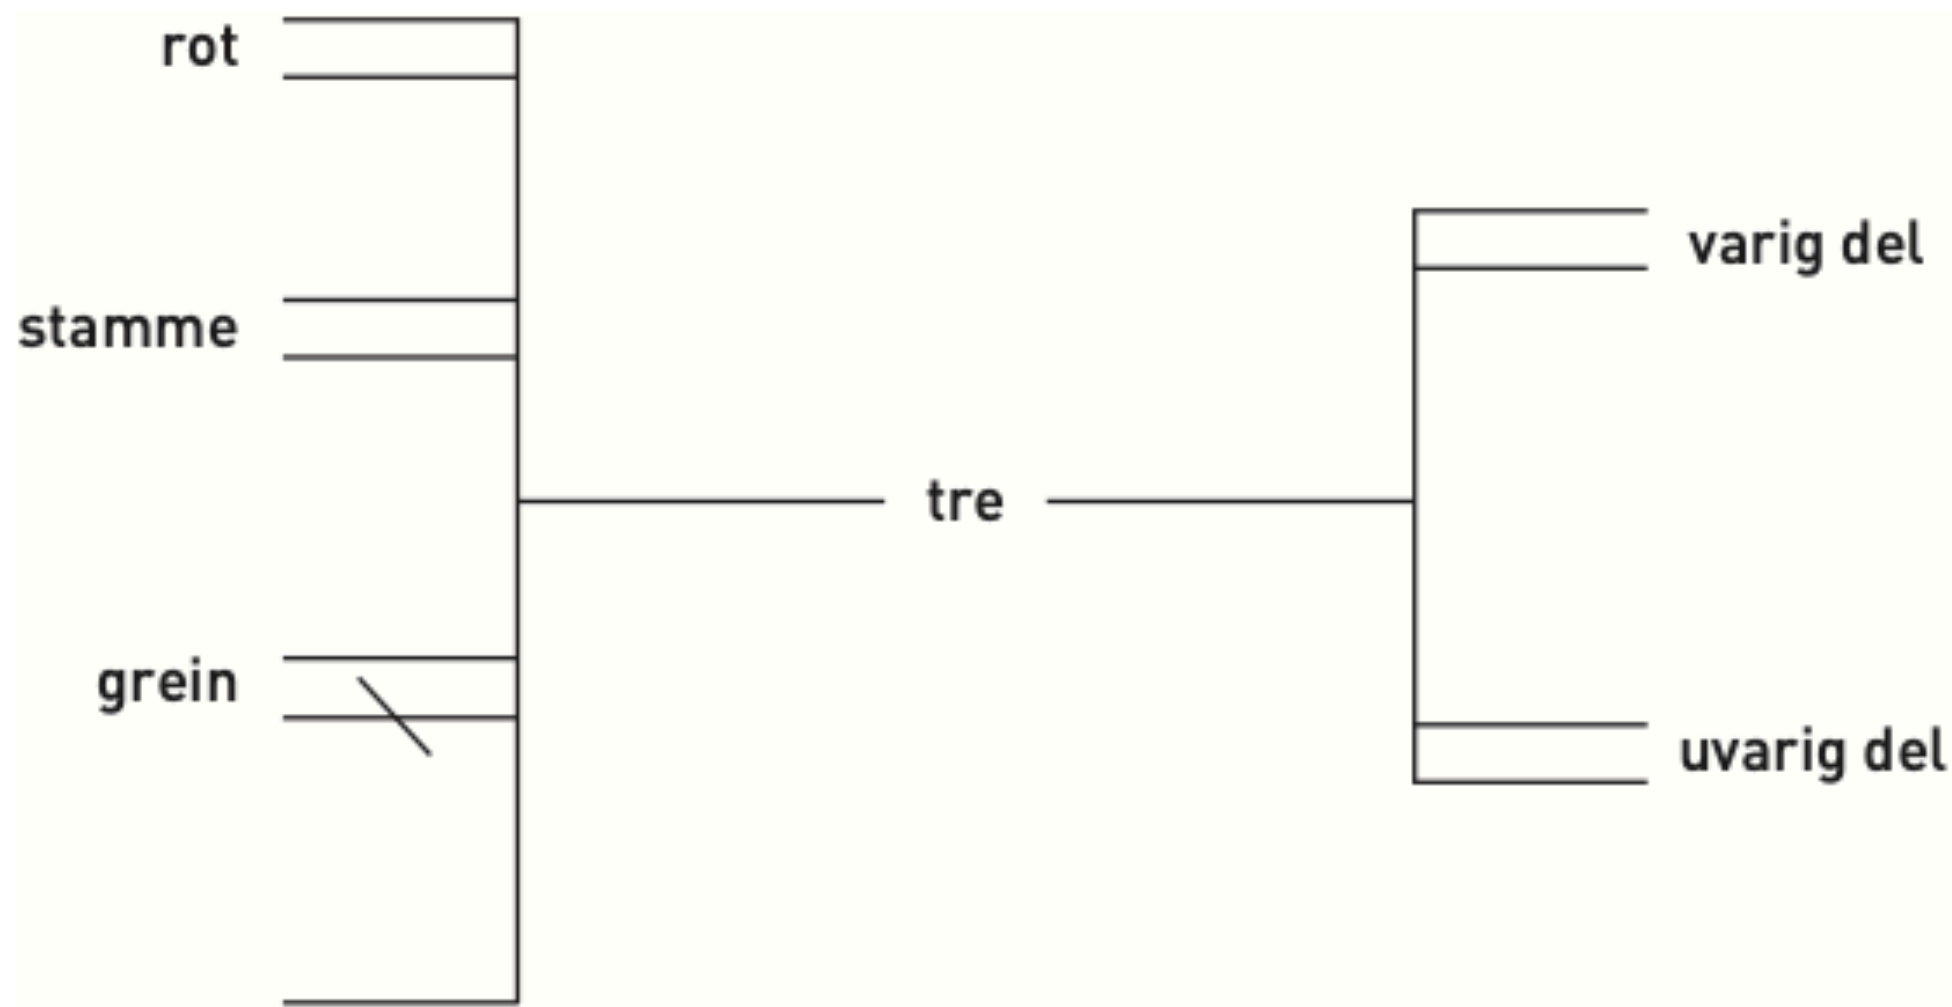 rot
varig del
stamme
tre
grein
uvarig del